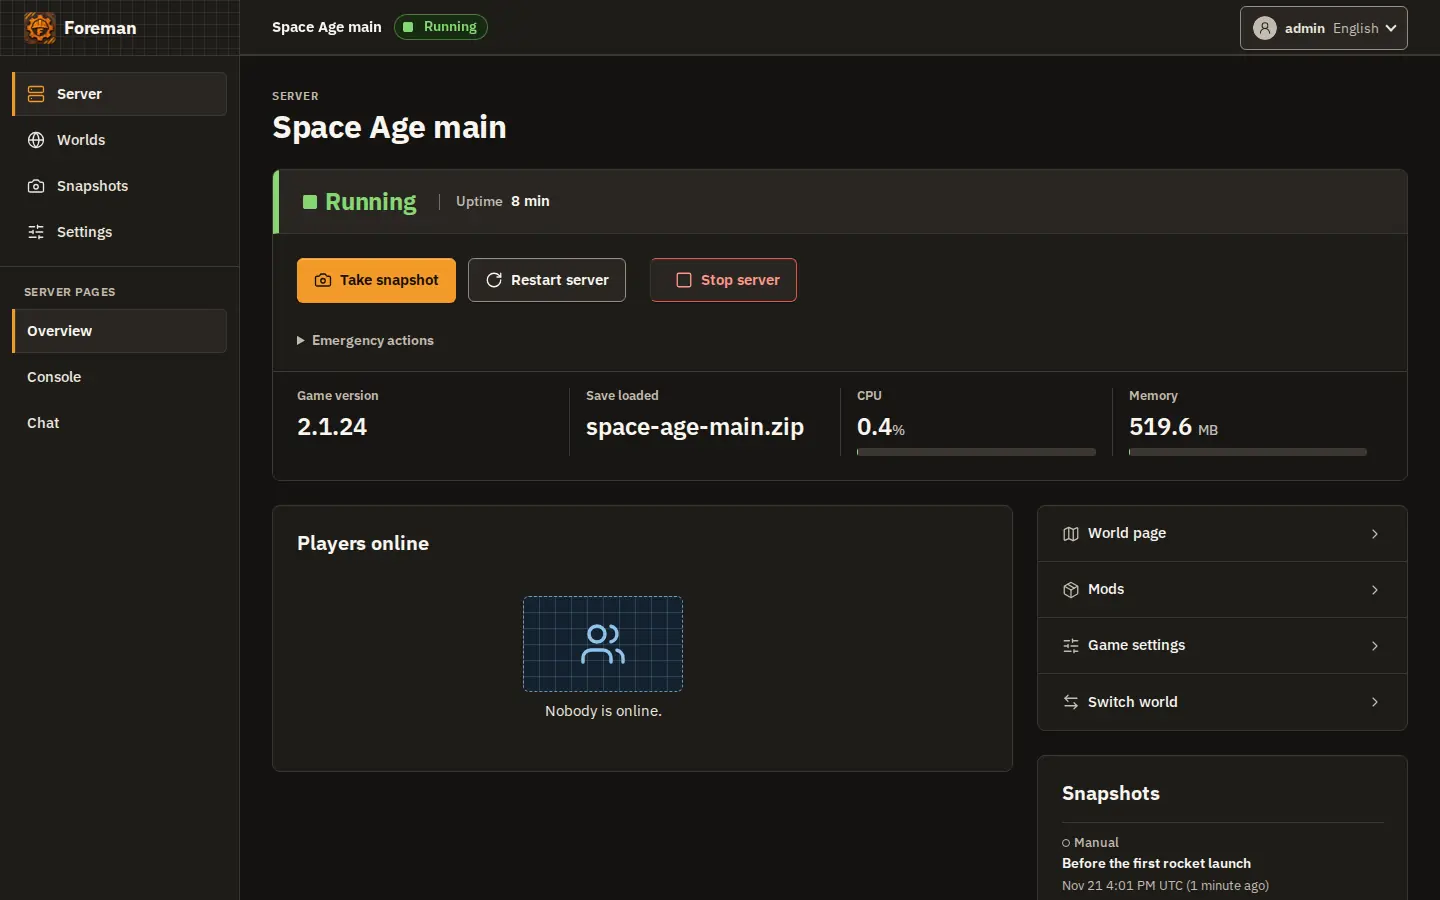 Foreman
Space Age main
Running
admin English
Server
Worlds
Snapshots
Settings
SERVER PAGES
Overview
Console
Chat
SERVER
Space Age main
Running
Uptime 8 min
Take snapshot
Restart server
Stop server
Emergency actions
Game version
2.1.24
Save loaded
space-age-main.zip
CPU
0.4%
Memory
519.6 MB
Players online
Nobody is online.
World page
Mods
Game settings
Switch world
Snapshots
Manual
Before the first rocket launch
Nov 21 4:01 PM UTC (1 minute ago)